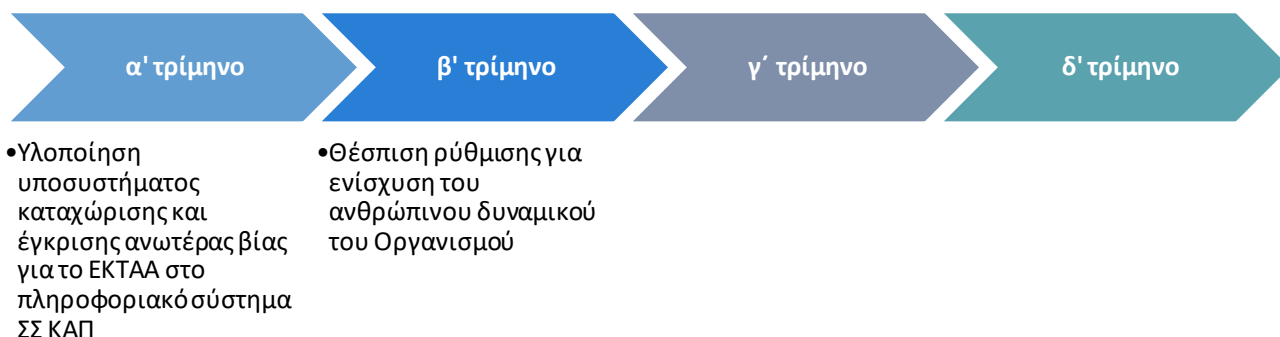 α' τρίμηνο
β' τρίμηνο
γ΄ τρίμηνο
δ' τρίμηνο
•Υλοποίηση
υποσυστήματος
καταχώρισης και
έγκρισης ανωτέρας βίας
για το ΕΚΤΑΑ στο
πληροφοριακό σύστημα
ΣΣ ΚΑΠ
•Θέσπιση ρύθμισης για
ενίσχυση του
ανθρώπινου δυναμικού
του Οργανισμού